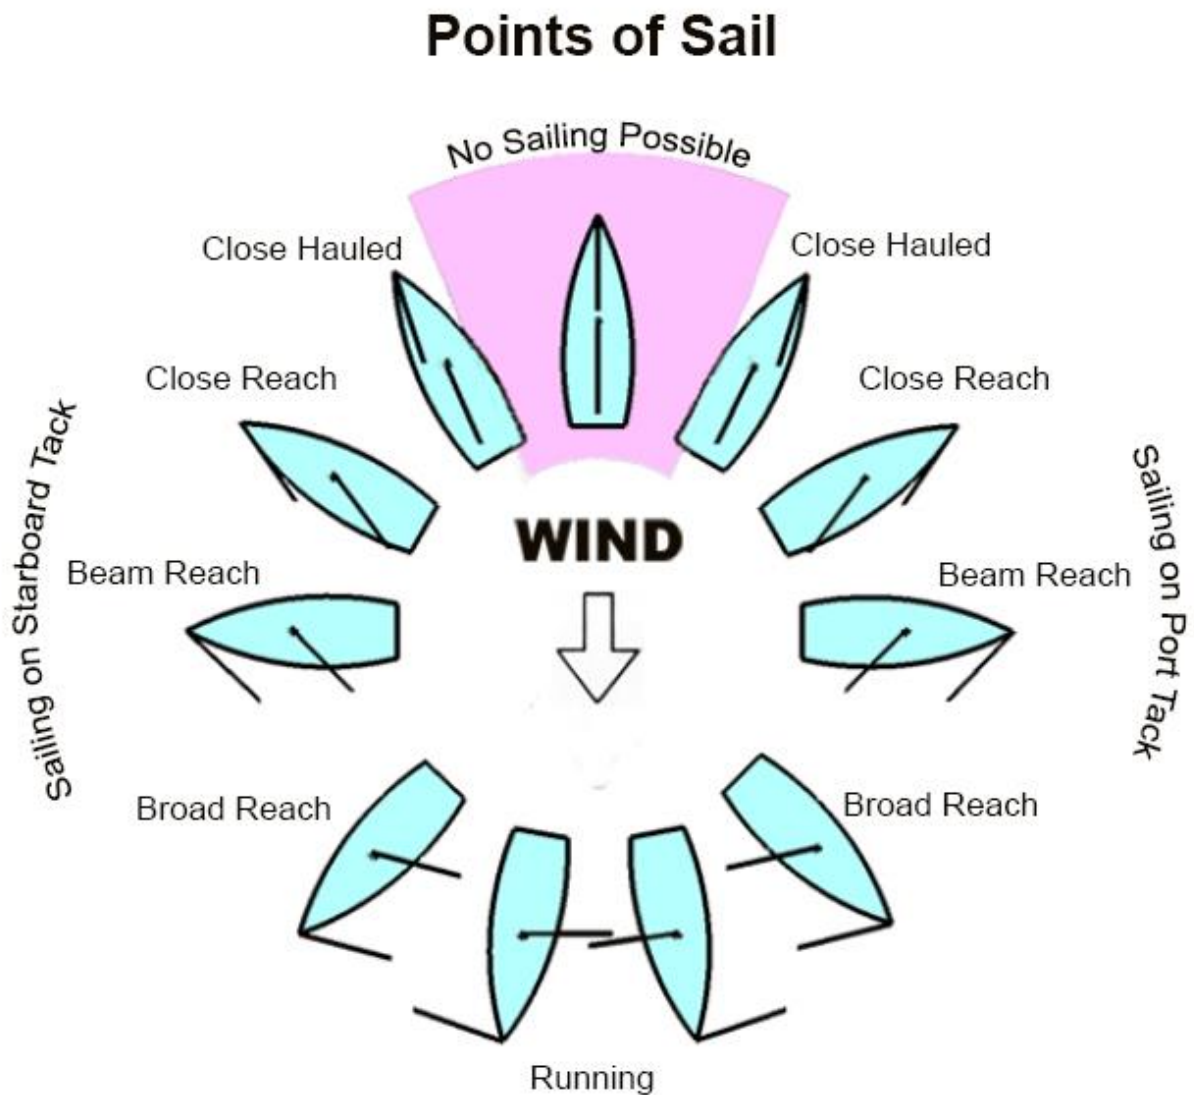 Points of Sail
No Sailing Possible
Close Hauled
Close Hauled
Close Reach
Close Reach
Sailing on Starboard Tack
Sailing on Port Tack
WIND
Beam Reach
Beam Reach
Broad Reach
Broad Reach
Running